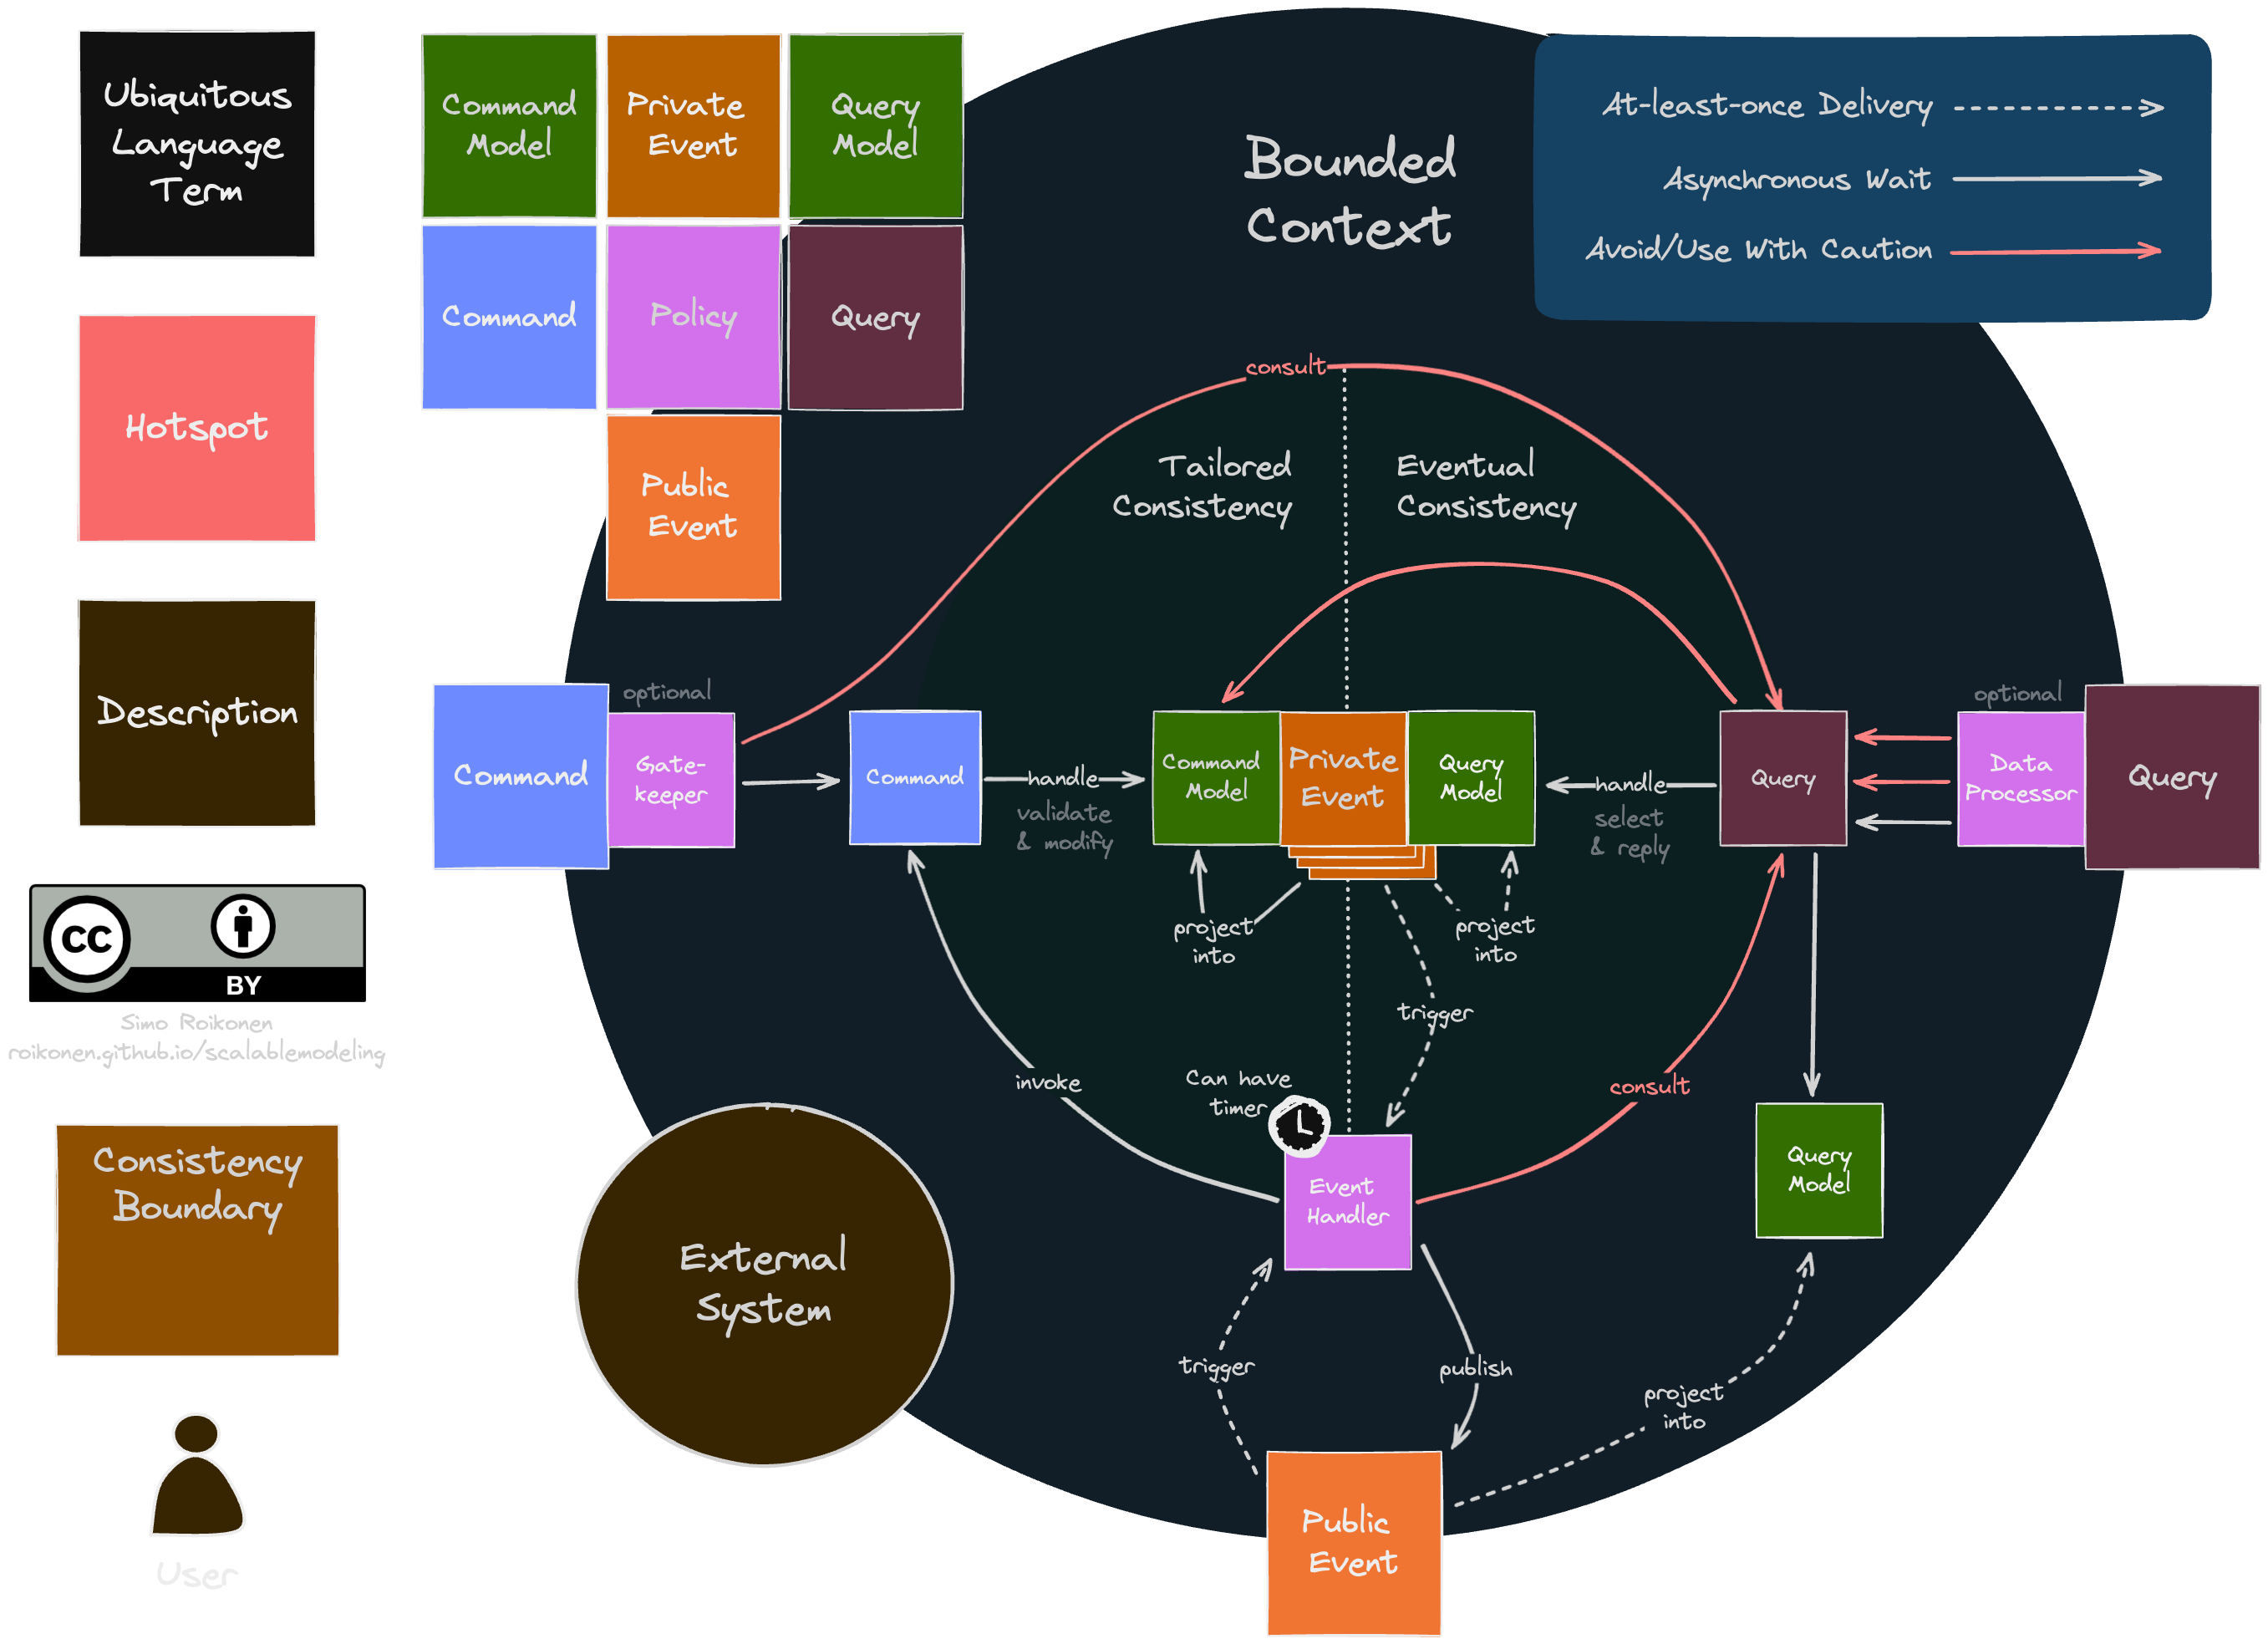 Ubiquitous
Language
Term
Hotspot
Description
CC
BY
Simo Roikonen
roikonen.github.io/scalablemodeling
Consistency
Boundary
User
Command
Model
Private
Event
Query
Model
Command
Policy
Query
Public
Event
Bounded
Context
At-least-once Delivery
Asynchronous Wait
Avoid/Use With Caution
consult
Tailored
Consistency
Eventual
Consistency
Command
optional
Gate-
keeper
Command
handle
validate
& modify
Command
Model
Private
Event
Query
Model
handle
select
& reply
Query
optional
Data
Processor
Query
project
into
project
into
trigger
invoke
Can have
timer
consult
Event
Handler
Query
Model
External
System
trigger
publish
project
into
Public
Event